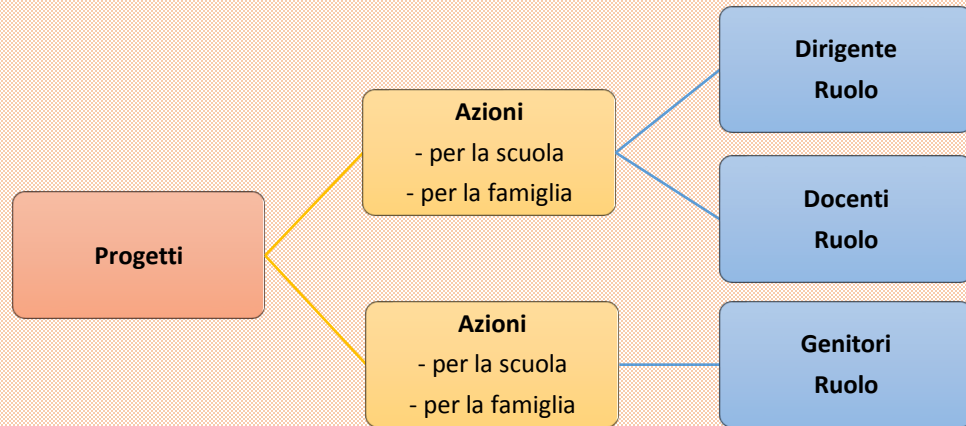 Progetti
Azioni
- per la scuola
- per la famiglia
Azioni
- per la scuola
- per la famiglia
Dirigente
Ruolo
Docenti
Ruolo
Genitori
Ruolo